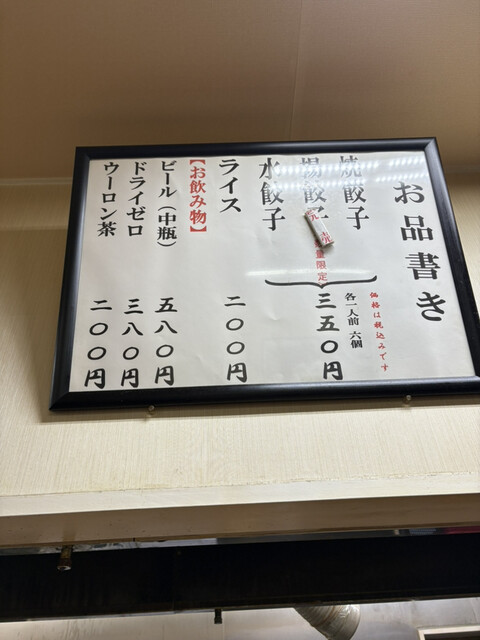 お品書き
価格は税込みです
焼餃子
揚餃子
量限定
水餃子
各一人前 六個
三五〇円
ライス 二〇〇円
【お飲み物】
ビール（中瓶） 五八〇円
ドライゼロ 三八〇円
ウーロン茶 二〇〇円